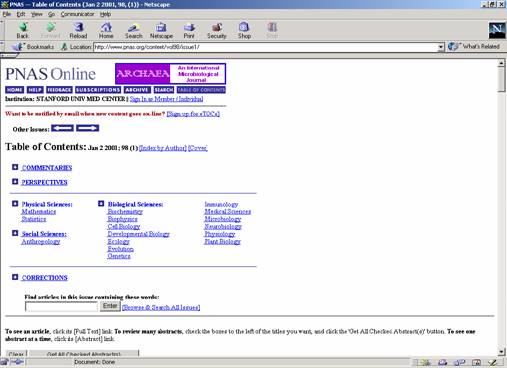 PNAS -- Table of Contents (Jan 2 2001, 98, (1)) - Netscape
File Edit View Go Communicator Help
Back Forward Reload Home Search Netscape Print Security Shop Stop
Bookmarks Location: http://www.pnas.org/content/vol98/issue1/ What's Related
PNAS Online ARCHAEA An International Microbiological Journal
HOME HELP FEEDBACK SUBSCRIPTIONS ARCHIVE SEARCH TABLE OF CONTENTS
Institution: STANFORD UNIV MED CENTER || Sign In as Member / Individual
Want to be notified by email when new content goes on-line? [Sign up for eTOCs]
Other Issues:
Table of Contents: Jan 2 2001; 98 (1) [Index by Author] [Cover]
COMMENTARIES
PERSPECTIVES
Physical Sciences:
Mathematics
Statistics
Social Sciences:
Anthropology
Biological Sciences:
Biochemistry
Biophysics
Cell Biology
Developmental Biology
Ecology
Evolution
Genetics
Immunology
Medical Sciences
Microbiology
Neurobiology
Physiology
Plant Biology
CORRECTIONS
Find articles in this issue containing these words:
Enter [Browse & Search All Issues]
To see an article, click its [Full Text] link. To review many abstracts, check the boxes to the left of the titles you want, and click the 'Get All Checked Abstract(s)' button. To see one
abstract at a time, click its [Abstract] link.
Clear Get All Checked Abstract(s)
Document: Done